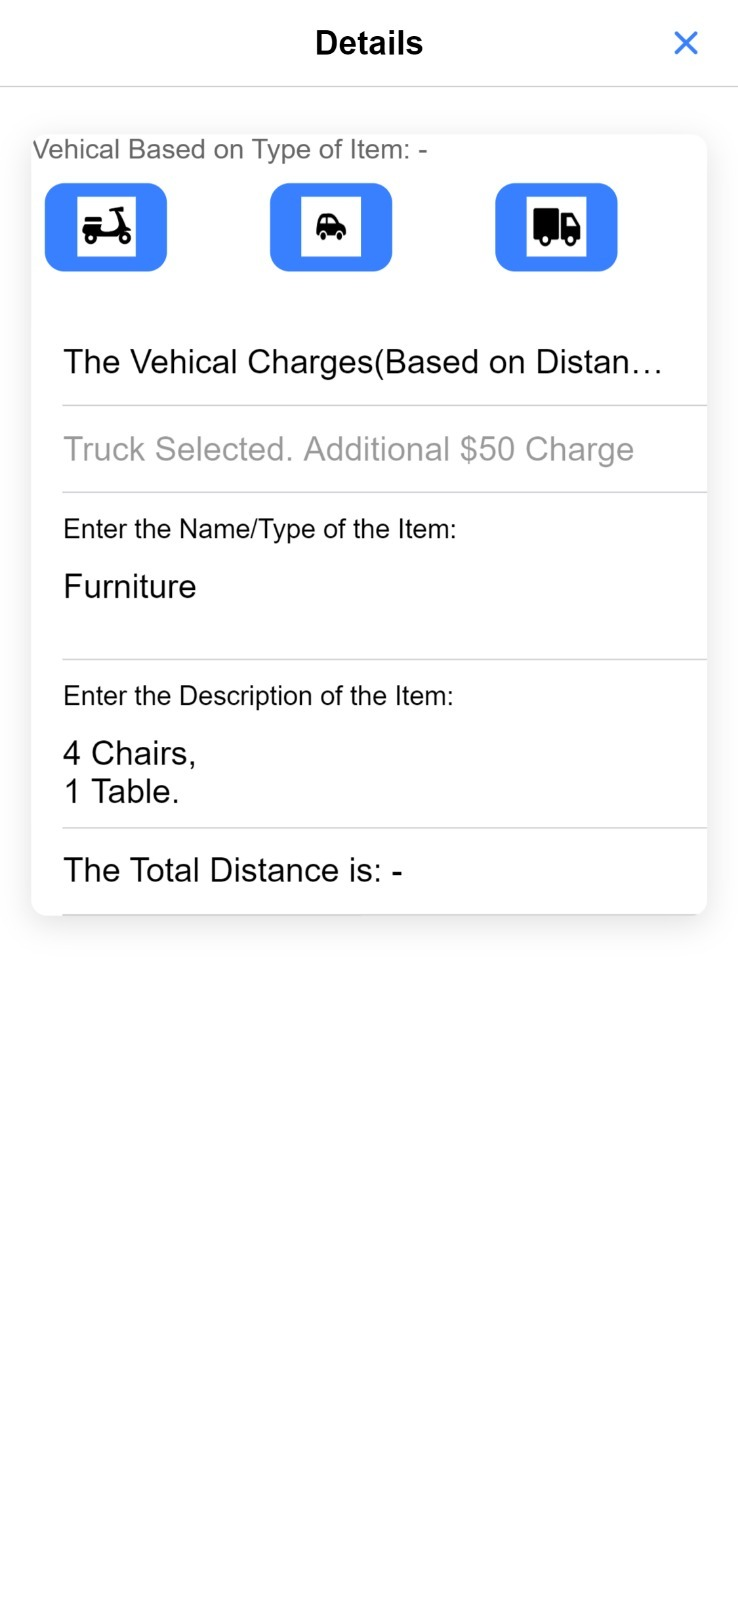 Details
Vehical Based on Type of Item: -
The Vehical Charges(Based on Distan...
Truck Selected. Additional $50 Charge
Enter the Name/Type of the Item:
Furniture
Enter the Description of the Item:
4 Chairs,
1 Table.
The Total Distance is: -